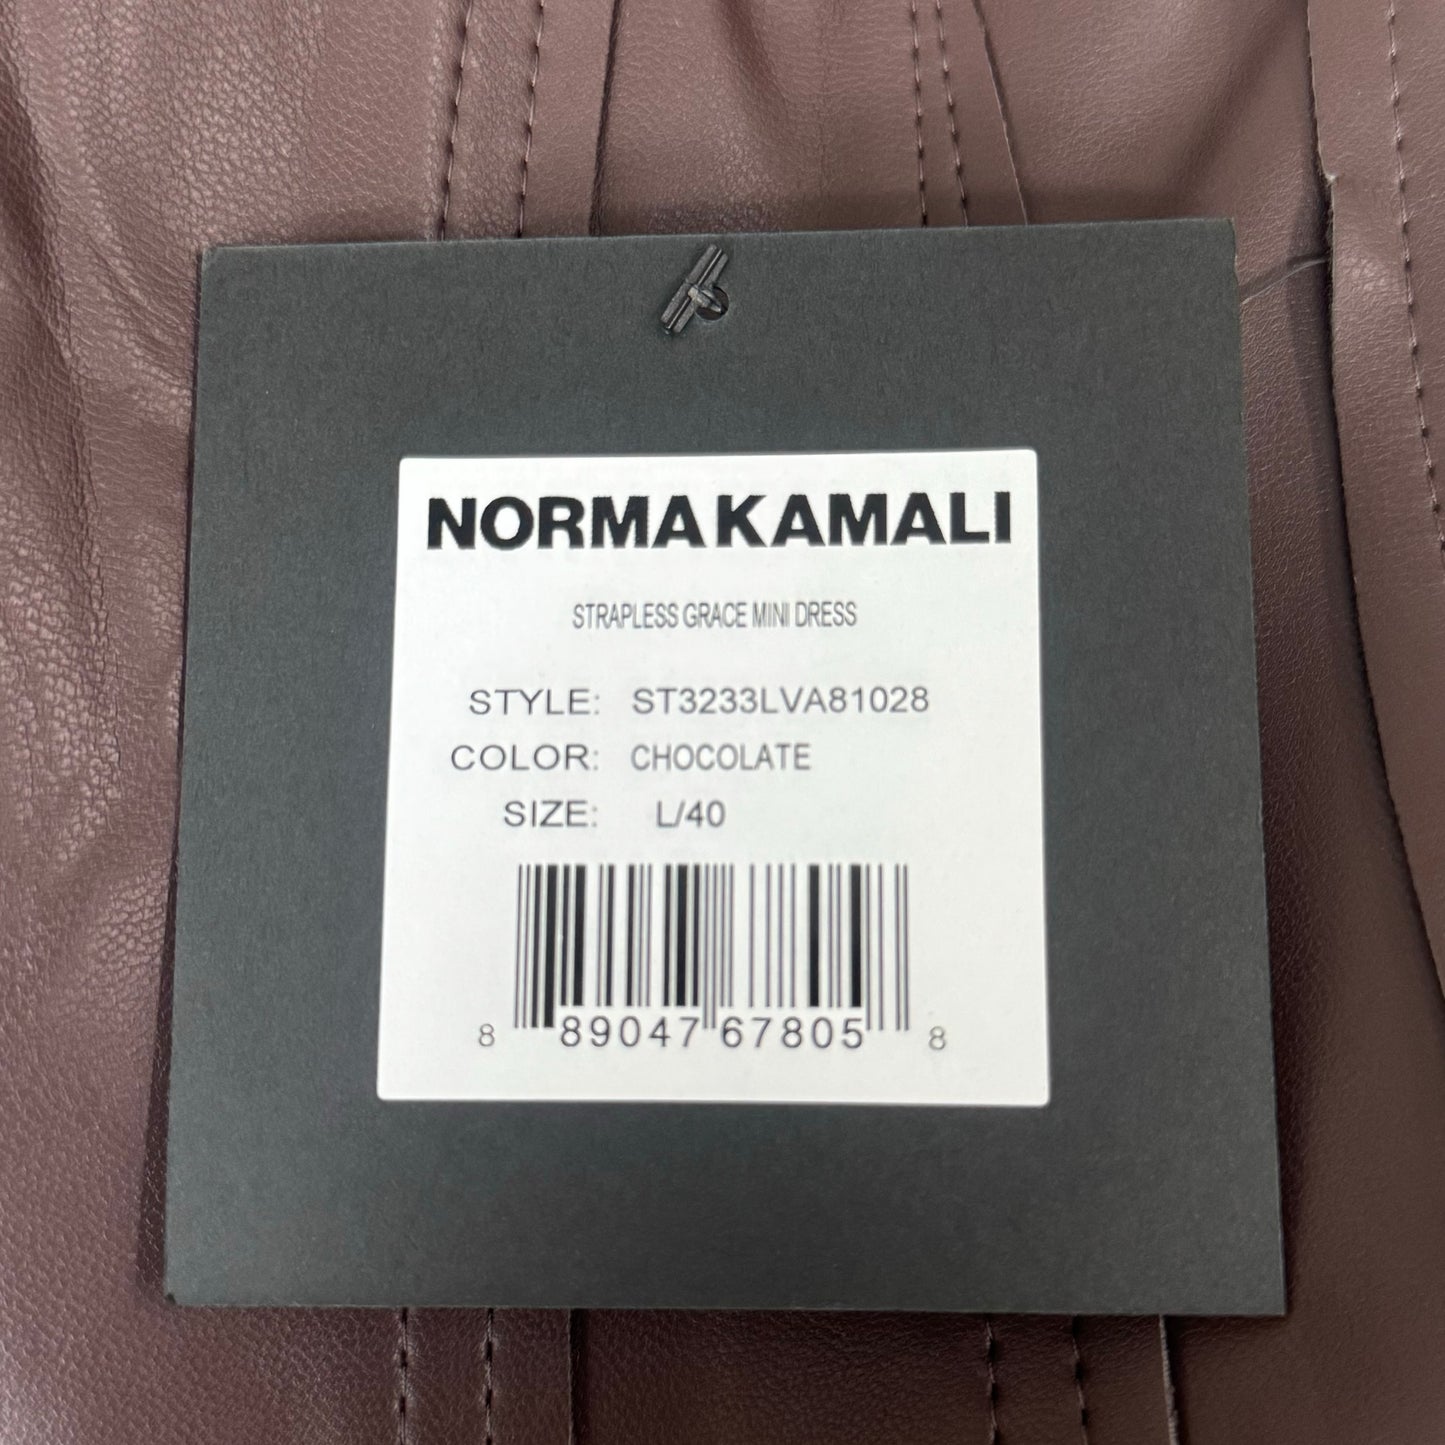 NORMA KAMALI
STRAPLESS GRACE MINI DRESS
STYLE: ST3233LVA81028
COLOR: CHOCOLATE
SIZE: L/40
8 89047 67805 8